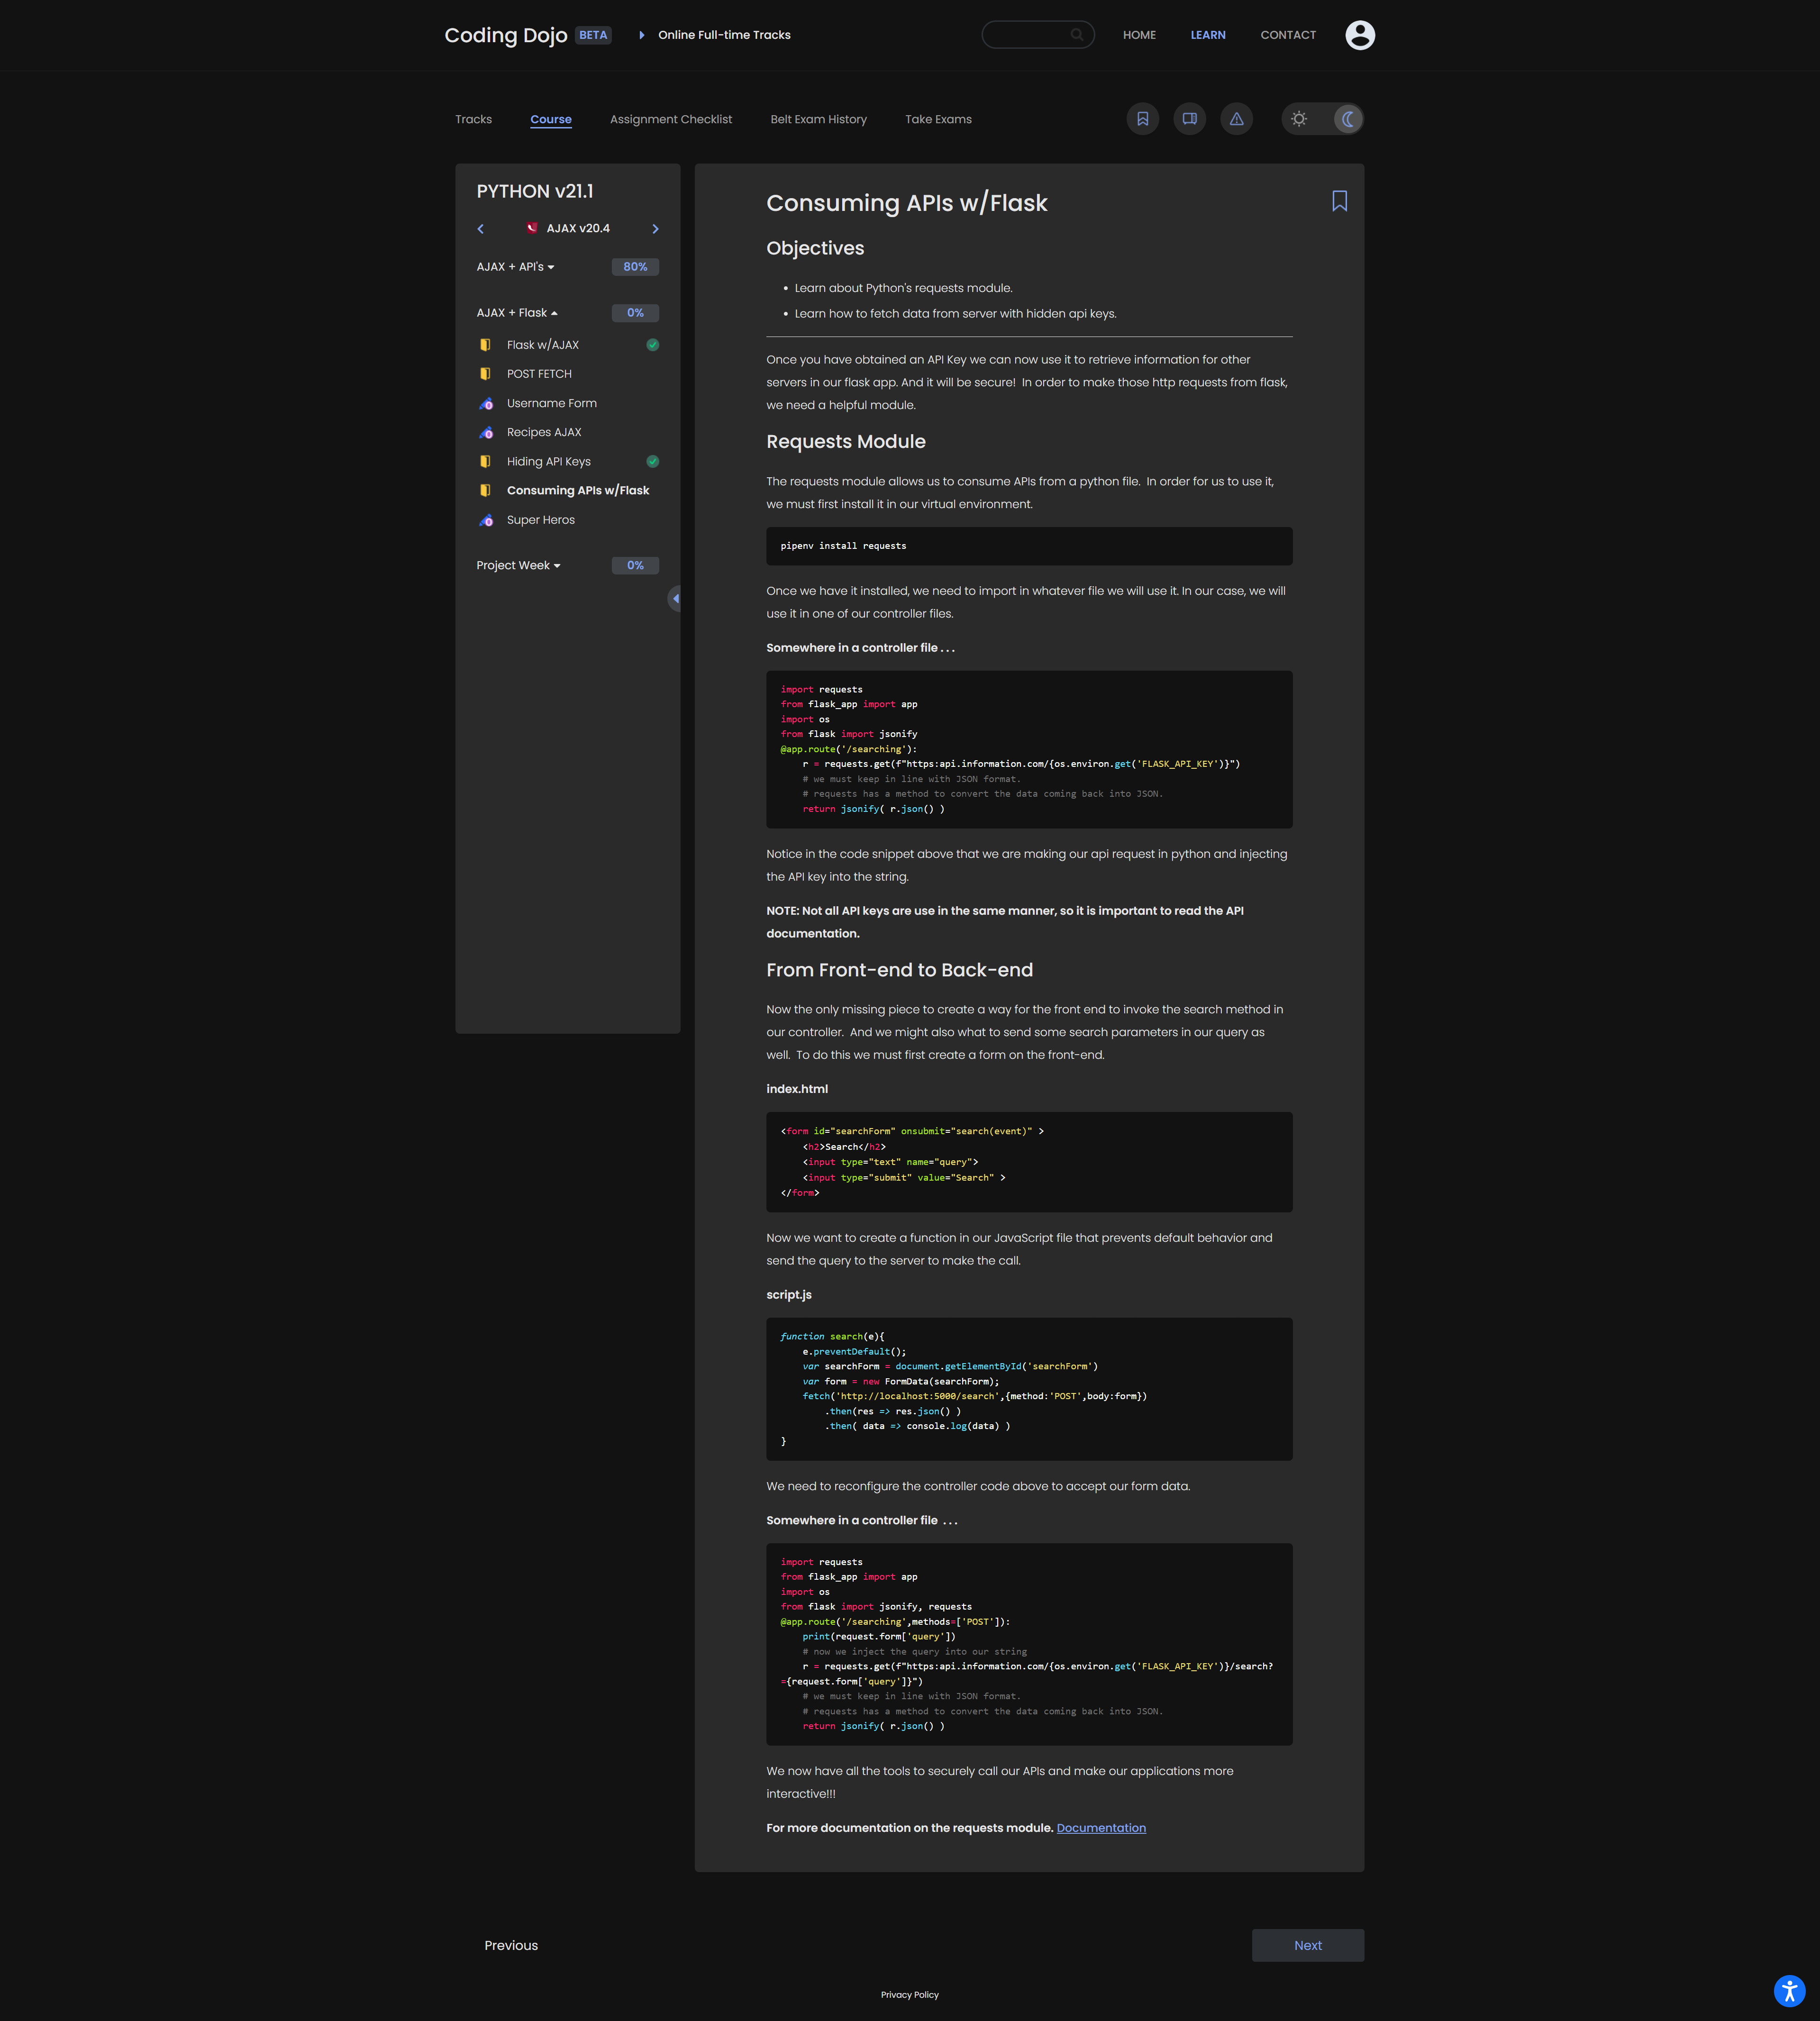 Coding Dojo BETA
Online Full-time Tracks
HOME
LEARN
CONTACT
Tracks
Course
Assignment Checklist
Belt Exam History
Take Exams
PYTHON v21.1
AJAX v20.4
AJAX + API's
80%
AJAX + Flask
0%
Flask w/AJAX
POST FETCH
Username Form
Recipes AJAX
Hiding API Keys
Consuming APIs w/Flask
Super Heros
Project Week
0%
Consuming APIs w/Flask
Objectives
• Learn about Python's requests module.
• Learn how to fetch data from server with hidden api keys.
Once you have obtained an API Key we can now use it to retrieve information for other
servers in our flask app. And it will be secure!  In order to make those http requests from flask,
we need a helpful module.
Requests Module
The requests module allows us to consume APIs from a python file.  In order for us to use it,
we must first install it in our virtual environment.
pipenv install requests
Once we have it installed, we need to import in whatever file we will use it. In our case, we will
use it in one of our controller files.
Somewhere in a controller file . . .
import requests
from flask_app import app
import os
from flask import jsonify
@app.route('/searching'):
    r = requests.get(f"https:api.information.com/{os.environ.get('FLASK_API_KEY')}")
    # we must keep in line with JSON format.
    # requests has a method to convert the data coming back into JSON.
    return jsonify( r.json() )
Notice in the code snippet above that we are making our api request in python and injecting
the API key into the string.
NOTE: Not all API keys are use in the same manner, so it is important to read the API
documentation.
From Front-end to Back-end
Now the only missing piece to create a way for the front end to invoke the search method in
our controller.  And we might also what to send some search parameters in our query as
well.  To do this we must first create a form on the front-end.
index.html
<form id="searchForm" onsubmit="search(event)" >
    <h2>Search</h2>
    <input type="text" name="query">
    <input type="submit" value="Search" >
</form>
Now we want to create a function in our JavaScript file that prevents default behavior and
send the query to the server to make the call.
script.js
function search(e){
    e.preventDefault();
    var searchForm = document.getElementById('searchForm')
    var form = new FormData(searchForm);
    fetch('http://localhost:5000/search',{method:'POST',body:form})
        .then(res => res.json() )
        .then( data => console.log(data) )
}
We need to reconfigure the controller code above to accept our form data.
Somewhere in a controller file  . . .
import requests
from flask_app import app
import os
from flask import jsonify, requests
@app.route('/searching',methods=['POST']):
    print(request.form['query'])
    # now we inject the query into our string
    r = requests.get(f"https:api.information.com/{os.environ.get('FLASK_API_KEY')}/search?
={request.form['query']}")
    # we must keep in line with JSON format.
    # requests has a method to convert the data coming back into JSON.
    return jsonify( r.json() )
We now have all the tools to securely call our APIs and make our applications more
interactive!!!
For more documentation on the requests module. Documentation
Previous
Next
Privacy Policy